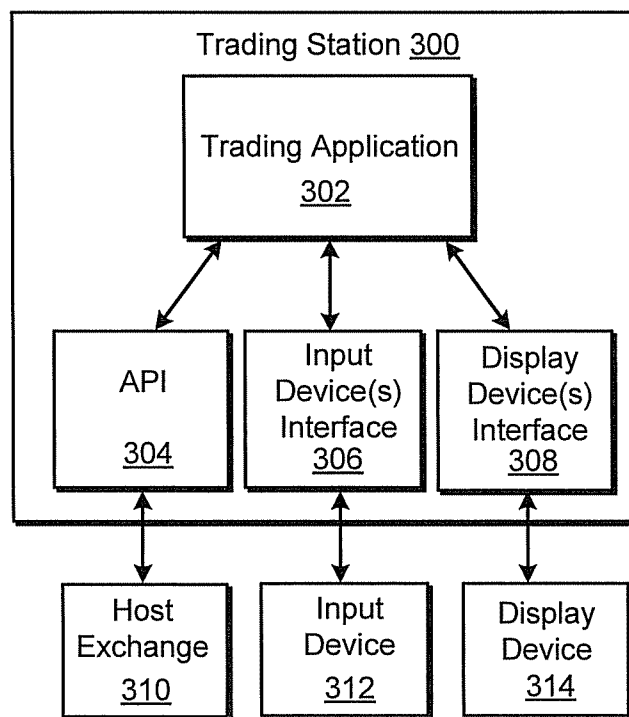 Trading Station 300
Trading Application
302
API
304
Input
Device(s)
Interface
306
Display
Device(s)
Interface
308
Host
Exchange
310
Input
Device
312
Display
Device
314